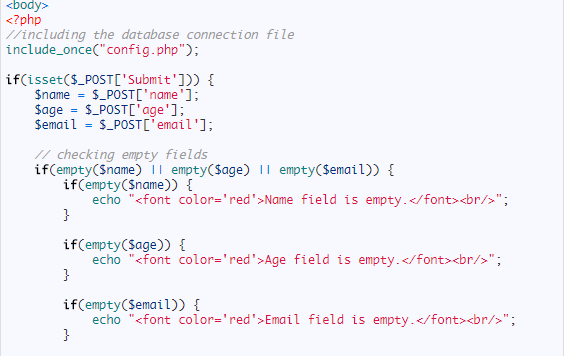 <body>
<?php
//including the database connection file
include_once("config.php");
if(isset($_POST['Submit'])) {
$name = $_POST['name'];
$age = $_POST['age'];
$email = $_POST['email'];
// checking empty fields
if(empty($name) || empty($age) || empty($email)) {
if(empty($name)) {
echo "<font color='red'>Name field is empty.</font><br/>";
}
if(empty($age)) {
echo "<font color='red'>Age field is empty.</font><br/>";
}
if(empty($email)) {
echo "<font color='red'>Email field is empty.</font><br/>";
}